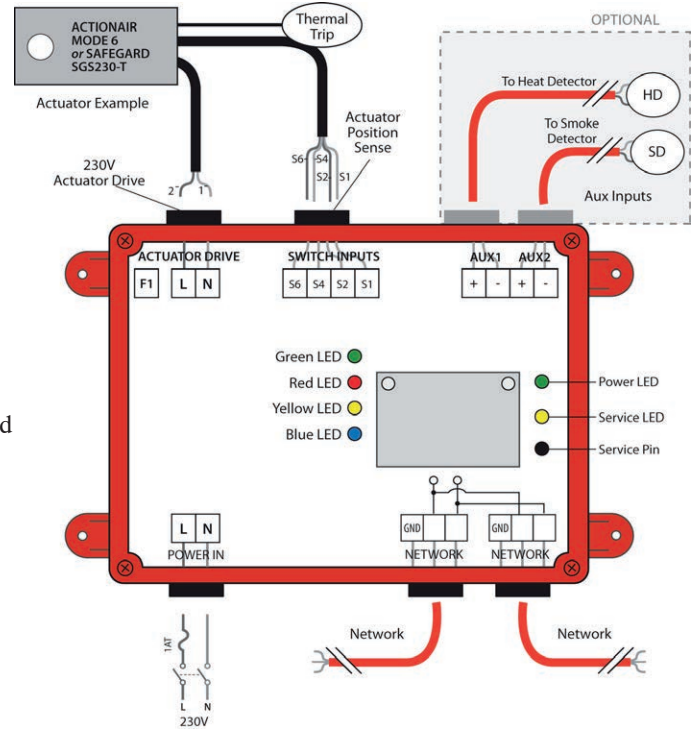 ACTIONAIR
MODE 6
or SAFEGARD
SGS230-T
Actuator Example
Thermal
Trip
OPTIONAL
To Heat Detector
HD
To Smoke
Detector
SD
Aux Inputs
Actuator
Position
Sense
S6
S4
S2
S1
230V
Actuator Drive
2
1
ACTUATOR DRIVE
F1
L
N
SWITCH INPUTS
S6
S4
S2
S1
AUX1
AUX2
+
-
+
-
Green LED
Red LED
Yellow LED
Blue LED
Power LED
Service LED
Service Pin
d
L
N
POWER IN
GND
NETWORK
GND
NETWORK
1AT
L
N
230V
Network
Network